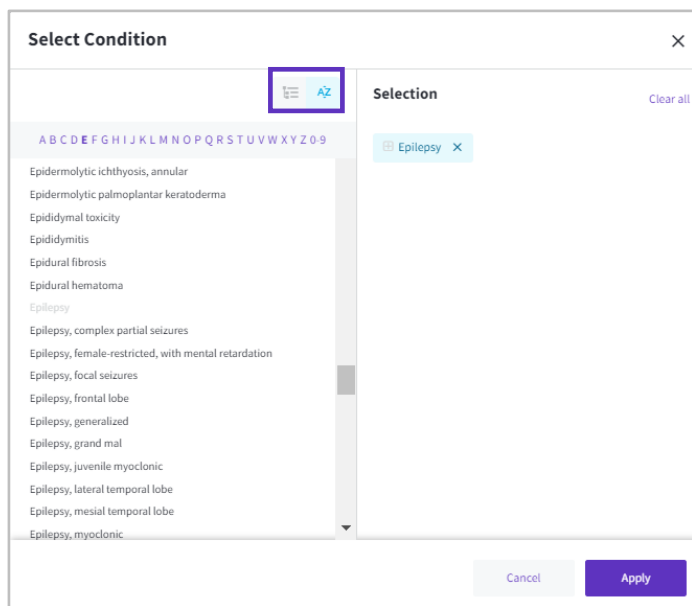 Select Condition
AZ
Selection
Clear all
A B C D E F G H I J K L M N O P Q R S T U V W X Y Z 0-9
Epilepsy
Epidermolytic ichthyosis, annular
Epidermolytic palmoplantar keratoderma
Epididymal toxicity
Epididymitis
Epidural fibrosis
Epidural hematoma
Epilepsy
Epilepsy, complex partial seizures
Epilepsy, female-restricted, with mental retardation
Epilepsy, focal seizures
Epilepsy, frontal lobe
Epilepsy, generalized
Epilepsy, grand mal
Epilepsy, juvenile myoclonic
Epilepsy, lateral temporal lobe
Epilepsy, mesial temporal lobe
Epilepsy, myoclonic
Cancel
Apply